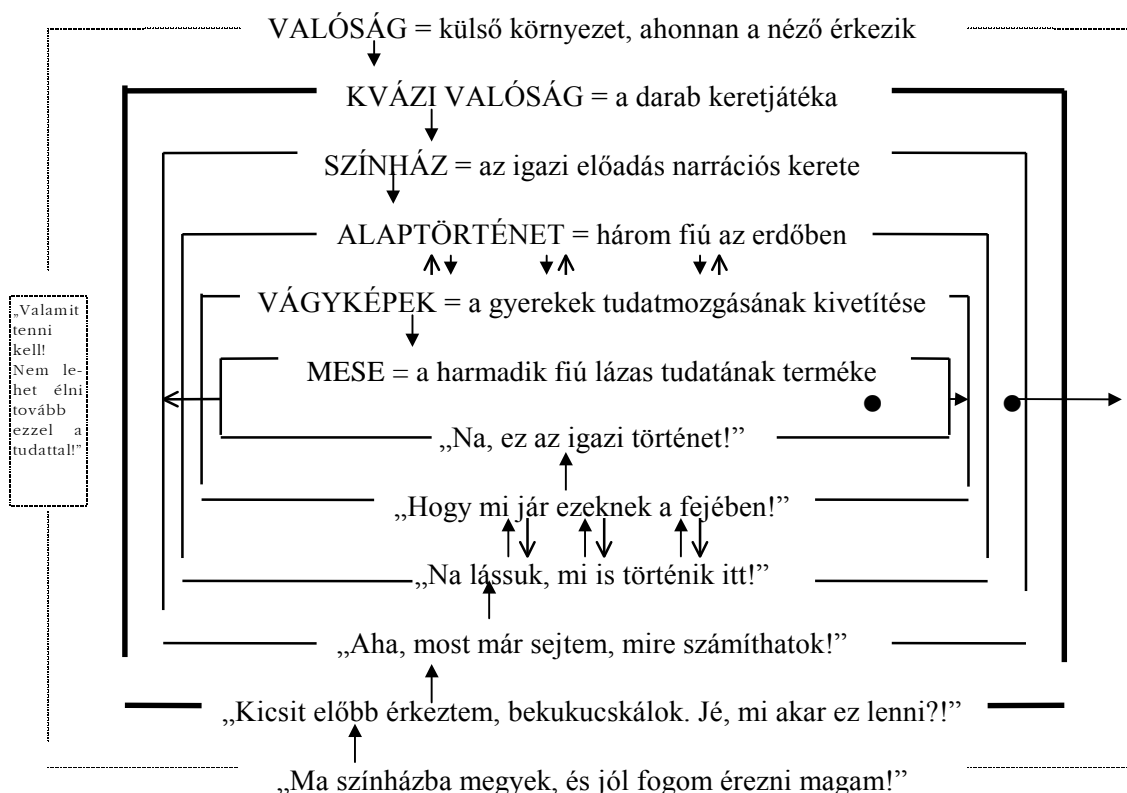 VALÓSÁG = külső környezet, ahonnan a néző érkezik
KVÁZI VALÓSÁG = a darab keretjátéka
SZÍNHÁZ = az igazi előadás narrációs kerete
ALAPTÖRTÉNET = három fiú az erdőben
VÁGYKÉPEK = a gyerekek tudatmozgásának kivetítése
MESE = a harmadik fiú lázas tudatának terméke
„Valamit
tenni
kell!
Nem le-
het élni
tovább
ezzel a
tudattal!”
„Na, ez az igazi történet!”
„Hogy mi jár ezeknek a fejében!”
„Na lássuk, mi is történik itt!”
„Aha, most már sejtem, mire számíthatok!”
„Kicsit előbb érkeztem, bekukucskálok. Jé, mi akar ez lenni?!”
„Ma színházba megyek, és jól fogom érezni magam!”